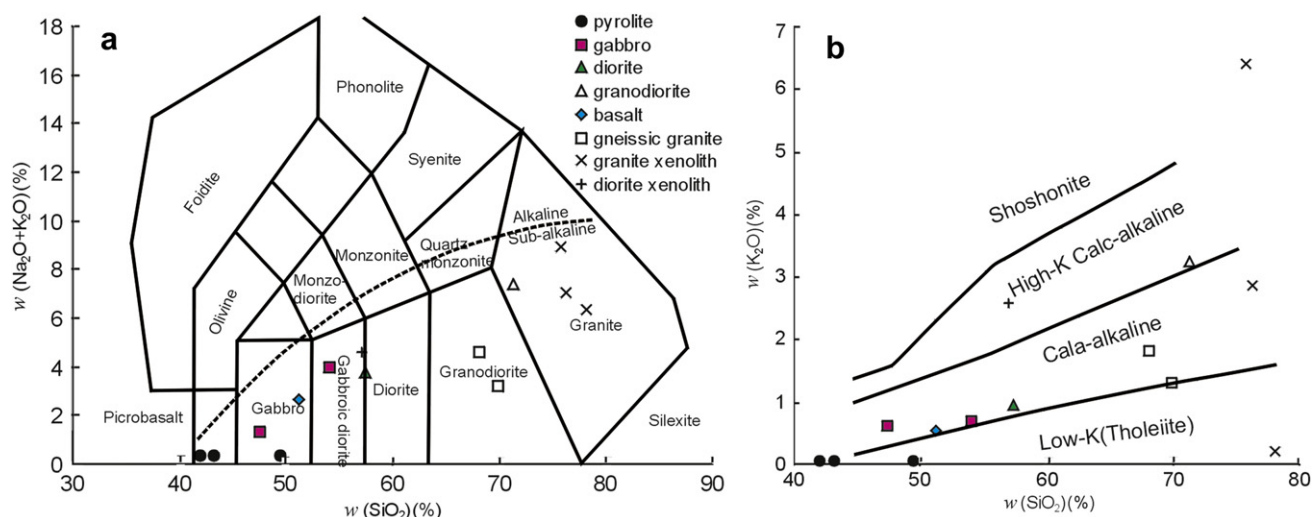 a
pyrolite
gabbro
diorite
granodiorite
basalt
gneissic granite
granite xenolith
diorite xenolith
w (Na2O+K2O)(%)
18
16
14
12
10
8
6
4
2
0
30
40
50
60
70
80
90
w (SiO2)(%)
Phonolite
Foidite
Syenite
Alkaline
Sub-alkaline
Monzonite
Quartz
monzonite
Monzo-
diorite
Olivine
Granite
Picrobasalt
Gabbro
Gabbroic diorite
Diorite
Granodiorite
Silexite
b
w (K2O)(%)
7
6
5
4
3
2
1
0
40
50
60
70
80
w (SiO2)(%)
Shoshonite
High-K Calc-alkaline
Cala-alkaline
Low-K(Tholeiite)